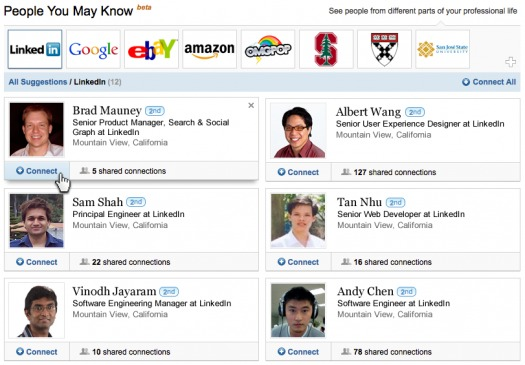 People You May Know beta
See people from different parts of your professional life
Linked in
Google
ebay
amazon
OMGPOP
San José State
UNIVERSITY
All Suggestions / LinkedIn (12)
Connect All
Brad Mauney 2nd
Senior Product Manager, Search & Social
Graph at LinkedIn
Mountain View, California
Connect
5 shared connections
Albert Wang 2nd
Senior User Experience Designer at LinkedIn
Mountain View, California
Connect
127 shared connections
Sam Shah 2nd
Principal Engineer at LinkedIn
Mountain View, California
Connect
22 shared connections
Tan Nhu 2nd
Senior Web Developer at LinkedIn
Mountain View, California
Connect
16 shared connections
Vinodh Jayaram 2nd
Software Engineering Manager at LinkedIn
Mountain View, California
Connect
10 shared connections
Andy Chen 2nd
Software Engineer at LinkedIn
Mountain View, California
Connect
78 shared connections